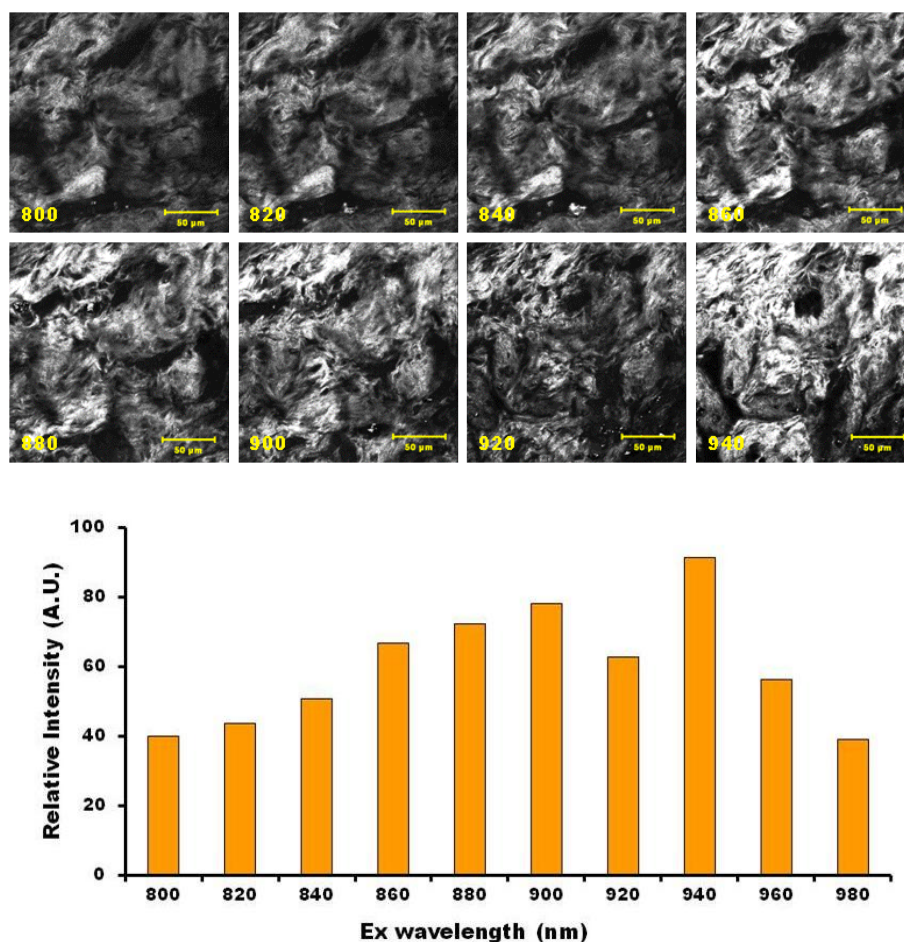 800 50 µm
820 50 µm
840 50 µm
860 50 µm
880 50 µm
900 50 µm
920 50 µm
940 50 µm
Relative Intensity (A.U.)
100
80
60
40
20
0
800 820 840 860 880 900 920 940 960 980
Ex wavelength (nm)